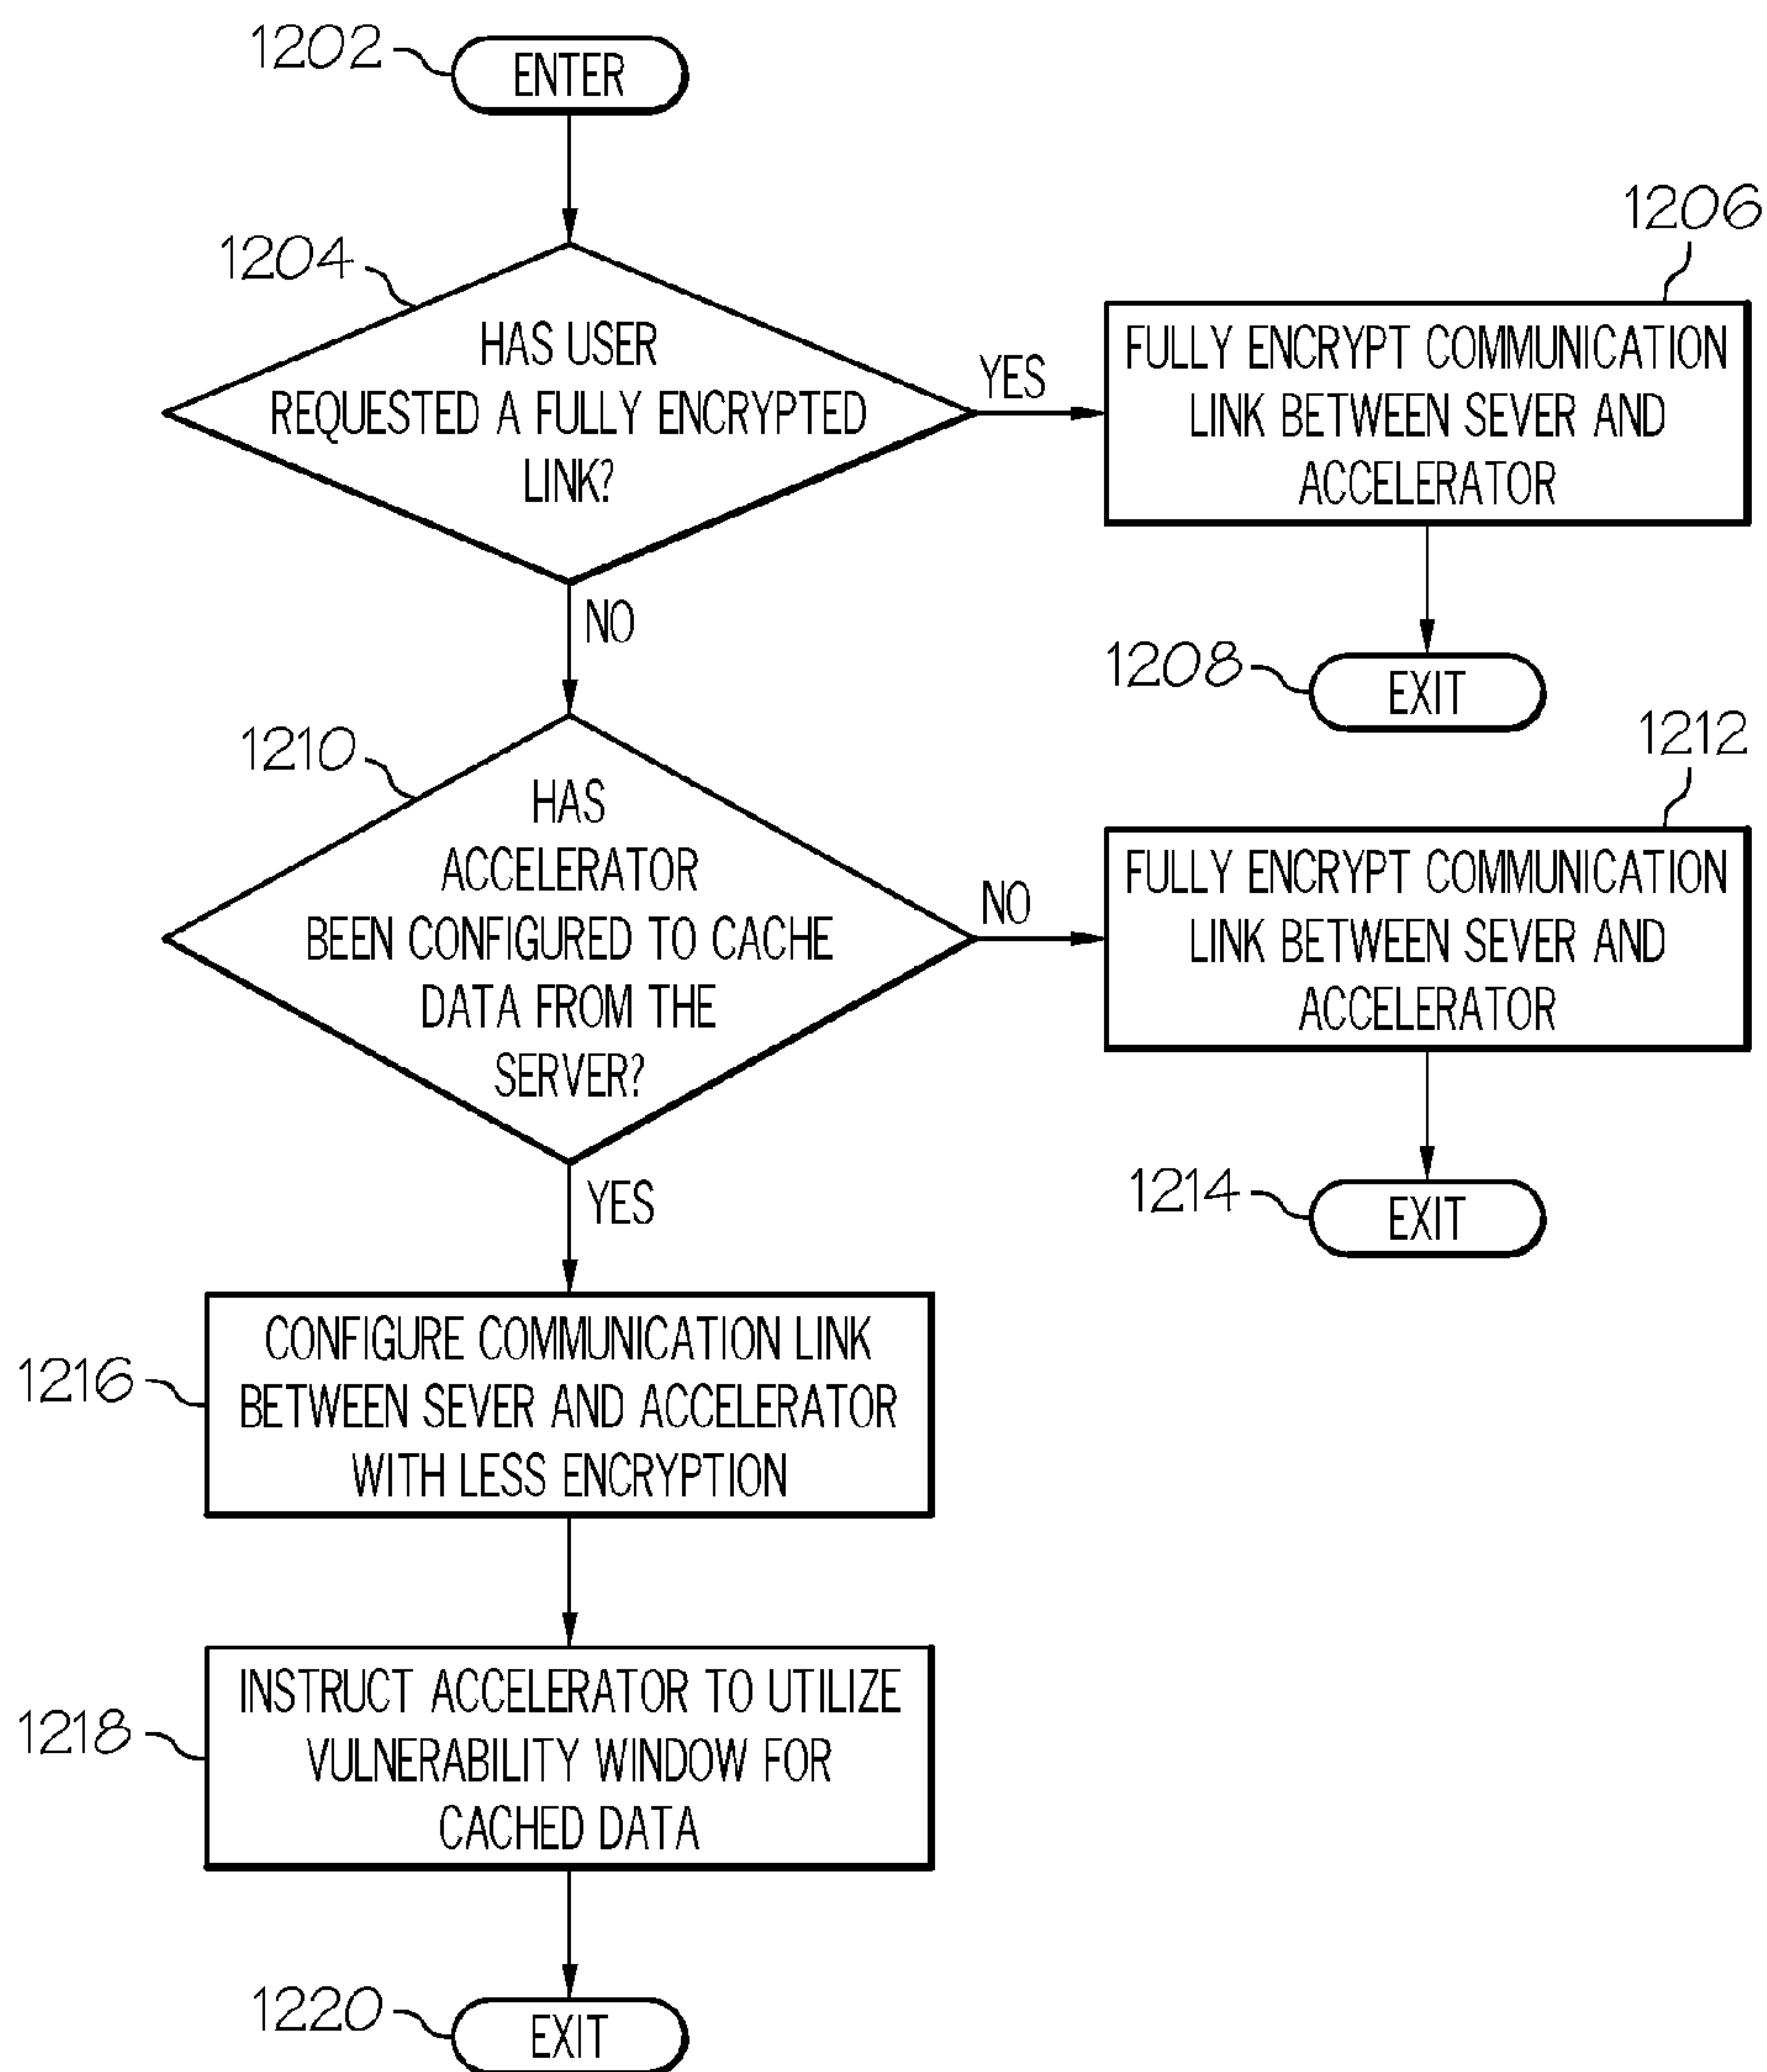 1202
ENTER
1204
HAS USER
REQUESTED A FULLY ENCRYPTED
LINK?
YES
1206
FULLY ENCRYPT COMMUNICATION
LINK BETWEEN SEVER AND
ACCELERATOR
1208
EXIT
NO
1210
HAS
ACCELERATOR
BEEN CONFIGURED TO CACHE
DATA FROM THE
SERVER?
NO
1212
FULLY ENCRYPT COMMUNICATION
LINK BETWEEN SEVER AND
ACCELERATOR
1214
EXIT
YES
1216
CONFIGURE COMMUNICATION LINK
BETWEEN SEVER AND ACCELERATOR
WITH LESS ENCRYPTION
1218
INSTRUCT ACCELERATOR TO UTILIZE
VULNERABILITY WINDOW FOR
CACHED DATA
1220
EXIT